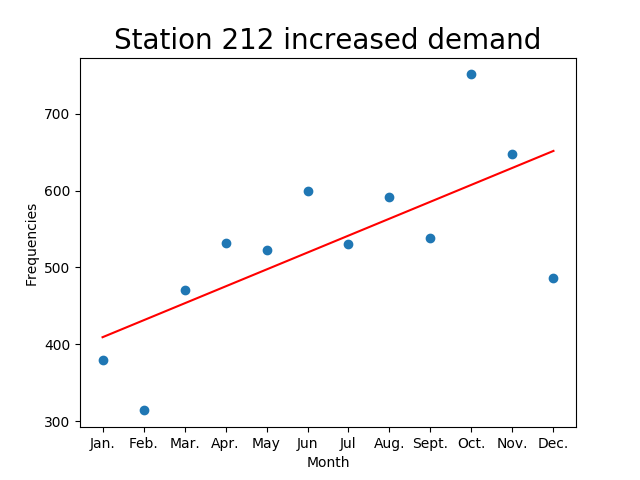 Station 212 increased demand
Frequencies
700
600
500
400
300
Jan. Feb. Mar. Apr. May Jun Jul Aug. Sept. Oct. Nov. Dec.
Month